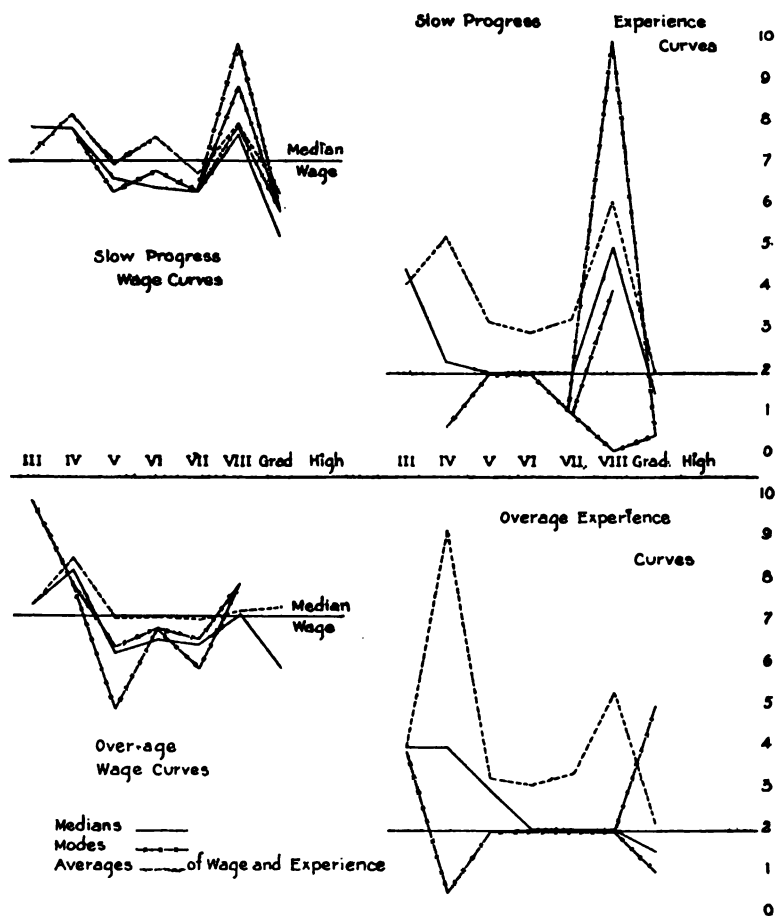 Slow Progress
Experience
Curves
10
9
8
7
6
5
4
3
2
1
0
Median
Wage
Slow Progress
Wage Curves
III IV V VI VII VIII Grad High
III IV V VI VII. VIII Grad. High
10
9
8
7
6
5
4
3
2
1
0
Overage Experience
Curves
Median
Wage
Over-age
Wage Curves
Medians
Modes
Averages of Wage and Experience